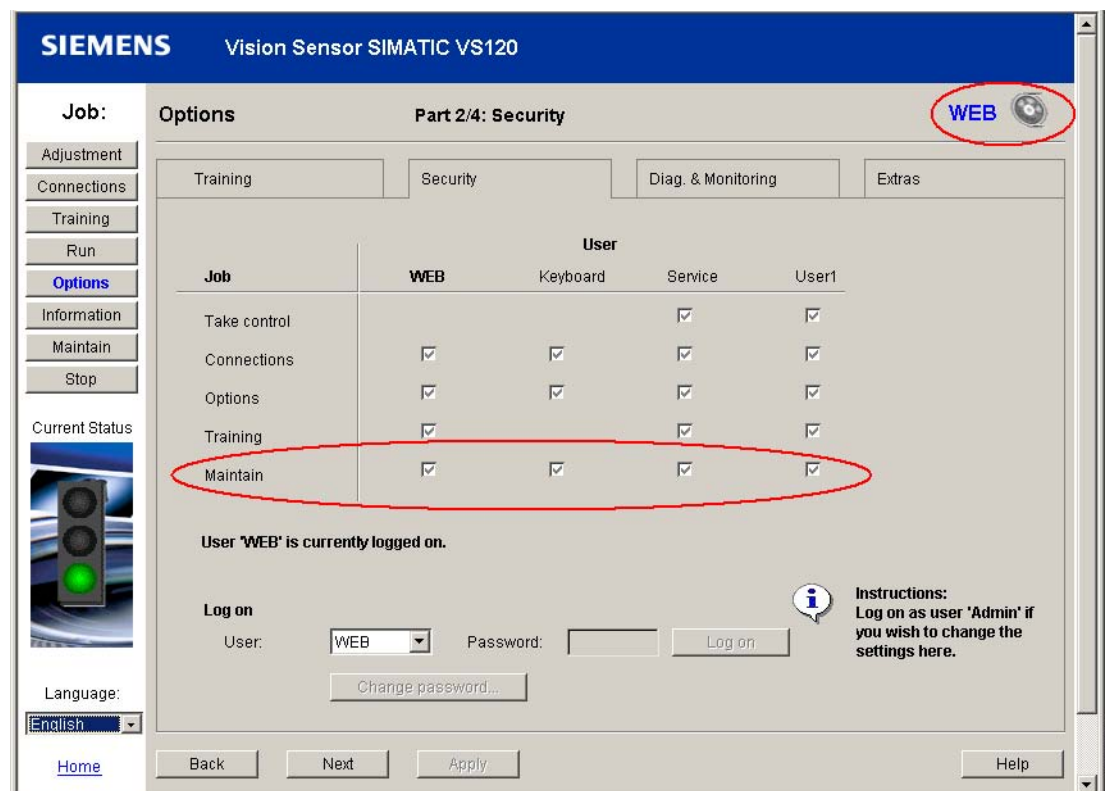 SIEMENS Vision Sensor SIMATIC VS120
Job:
Options Part 2/4: Security WEB
Adjustment
Connections
Training
Run
Options
Information
Maintain
Stop
Current Status
Language:
English
Home
Training Security Diag. & Monitoring Extras
User
Job WEB Keyboard Service User1
Take control
Connections
Options
Training
Maintain
User 'WEB' is currently logged on.
Log on
User: WEB Password: Log on
Change password...
Instructions:
Log on as user 'Admin' if
you wish to change the
settings here.
Back Next Apply Help